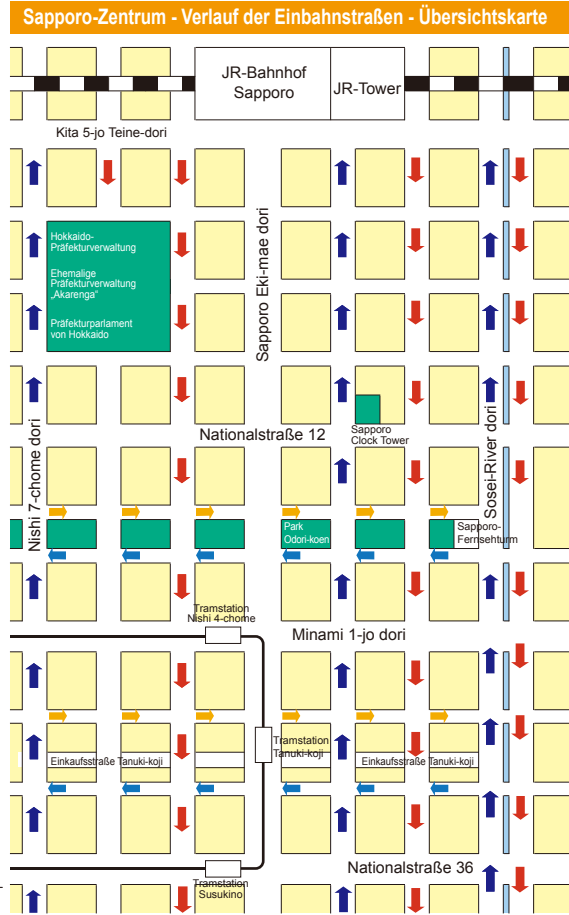 Sapporo-Zentrum - Verlauf der Einbahnstraßen - Übersichtskarte
JR-Bahnhof
Sapporo
JR-Tower
Kita 5-jo Teine-dori
Hokkaido-
Präfekturverwaltung
Ehemalige
Präfekturverwaltung
„Akarenga“
Präfekturparlament
von Hokkaido
Sapporo Eki-mae dori
Nishi 7-chome dori
Nationalstraße 12
Sapporo
Clock Tower
Sosei-River dori
Park
Odori-koen
Sapporo-
Fernsehturm
Tramstation
Nishi 4-chome
Minami 1-jo dori
Tramstation
Tanuki-koji
Einkaufsstraße Tanuki-koji
Einkaufsstraße Tanuki-koji
Nationalstraße 36
Tramstation
Susukino